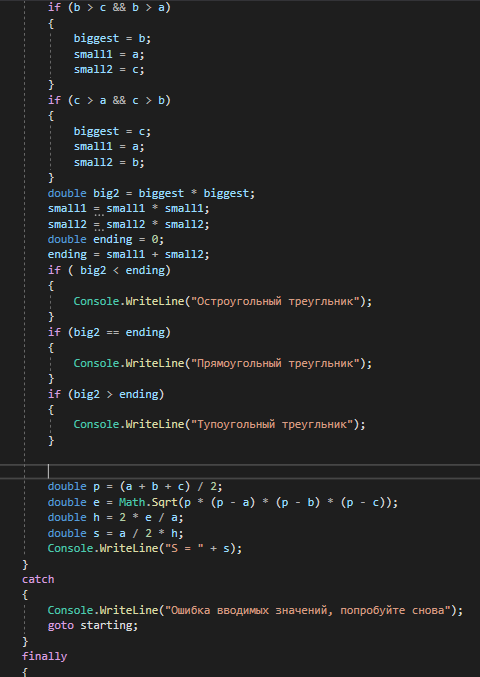 if (b > c && b > a)
{
biggest = b;
small1 = a;
small2 = c;
}
if (c > a && c > b)
{
biggest = c;
small1 = a;
small2 = b;
}
double big2 = biggest * biggest;
small1 = small1 * small1;
small2 = small2 * small2;
double ending = 0;
ending = small1 + small2;
if ( big2 < ending)
{
Console.WriteLine("Остроугольный треугльник");
}
if (big2 == ending)
{
Console.WriteLine("Прямоугольный треугльник");
}
if (big2 > ending)
{
Console.WriteLine("Тупоугольный треугльник");
}
double p = (a + b + c) / 2;
double e = Math.Sqrt(p * (p - a) * (p - b) * (p - c));
double h = 2 * e / a;
double s = a / 2 * h;
Console.WriteLine("S = " + s);
}
catch
{
Console.WriteLine("Ошибка вводимых значений, попробуйте снова");
goto starting;
}
finally
{